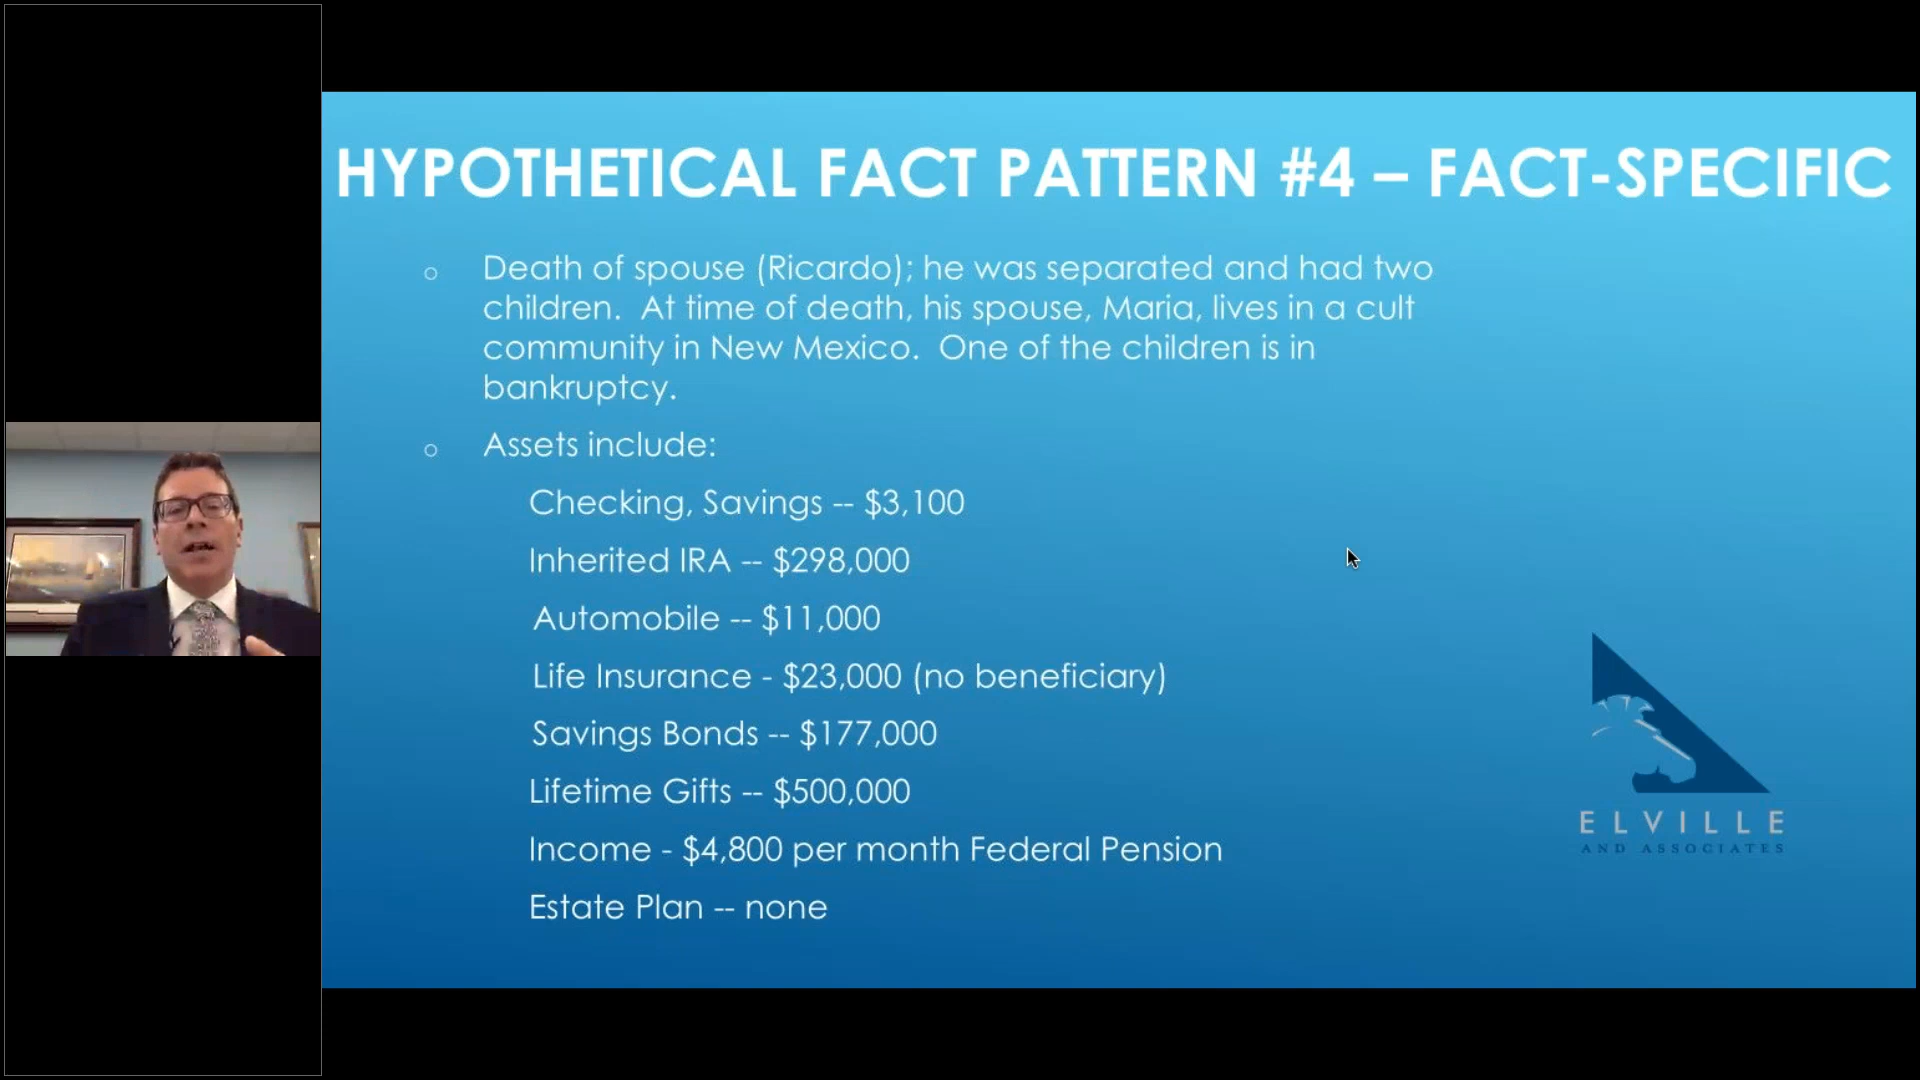 HYPOTHETICAL FACT PATTERN #4 – FACT-SPECIFIC
Death of spouse (Ricardo); he was separated and had two
children.  At time of death, his spouse, Maria, lives in a cult
community in New Mexico.  One of the children is in
bankruptcy.
Assets include:
Checking, Savings -- $3,100
Inherited IRA -- $298,000
Automobile -- $11,000
Life Insurance - $23,000 (no beneficiary)
Savings Bonds -- $177,000
Lifetime Gifts -- $500,000
Income - $4,800 per month Federal Pension
Estate Plan -- none
ELVILLE
AND ASSOCIATES